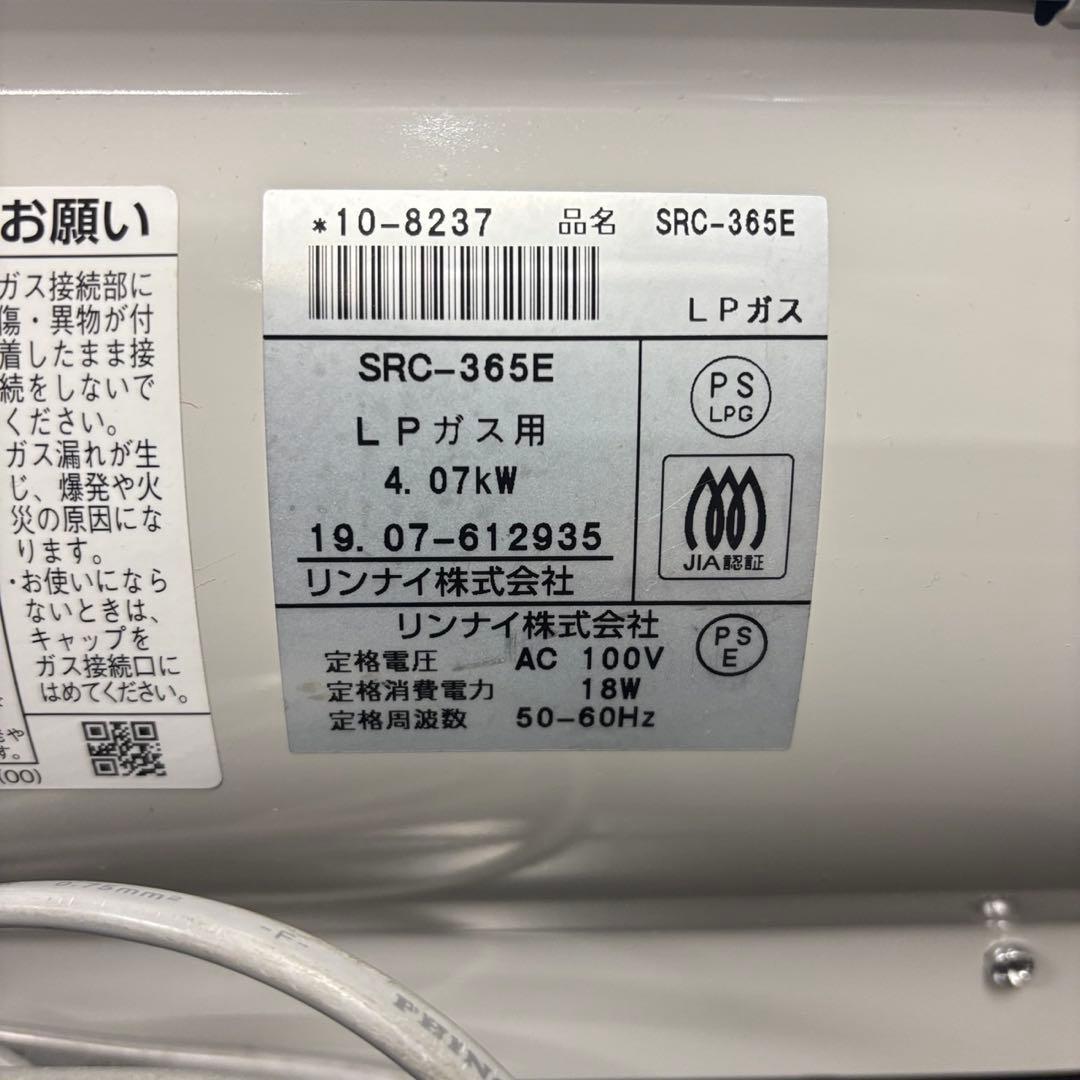 お願い
ガス接続部に
傷・異物が付
着したまま接
続をしないで
ください。
ガス漏れが生
じ、爆発や火
災の原因にな
ります。
・お使いになら
ないときは、
キャップを
ガス接続口に
はめてください。
や
す。
(00)
*10-8237 品名 SRC-365E
LPガス
SRC-365E
LPガス用
4.07kW
19.07-612935
リンナイ株式会社
PS
LPG
JIA認証
リンナイ株式会社
定格電圧 AC 100V
定格消費電力 18W
定格周波数 50-60Hz
PS
E
0.75mm²
-F-